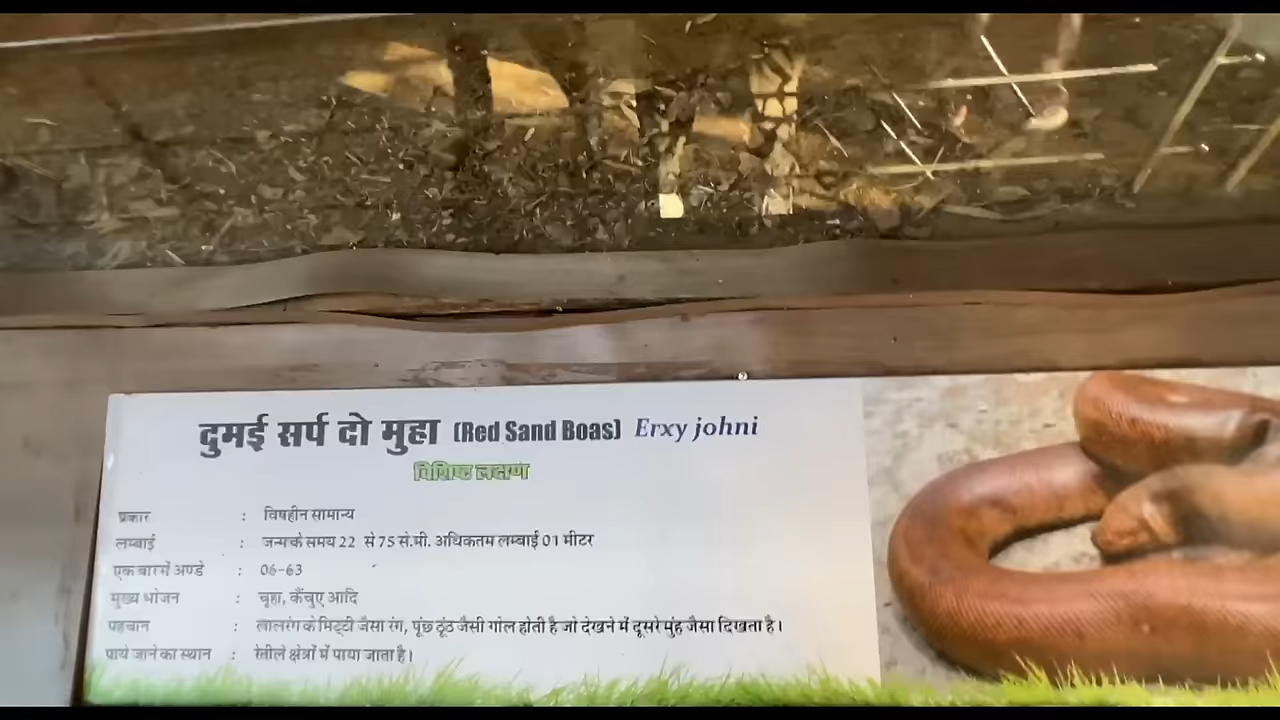 दुमई सर्प दो मुहा (Red Sand Boas) Erxy johni
विशिष्ट लक्षण
प्रकार : विषहीन सामान्य
लम्बाई : जन्म के समय 22 से 75 से.मी. अधिकतम लम्बाई 01 मीटर
एक बार में अण्डे : 06-63
मुख्य भोजन : चूहा, कैंचुए आदि
पहचान : लाल रंग के मिट्टी जैसा रंग, पूंछ ठूंठ जैसी गोल होती है जो देखने में दूसरे मुंह जैसा दिखता है।
पाये जाने का स्थान : रेतीले क्षेत्रों में पाया जाता है।